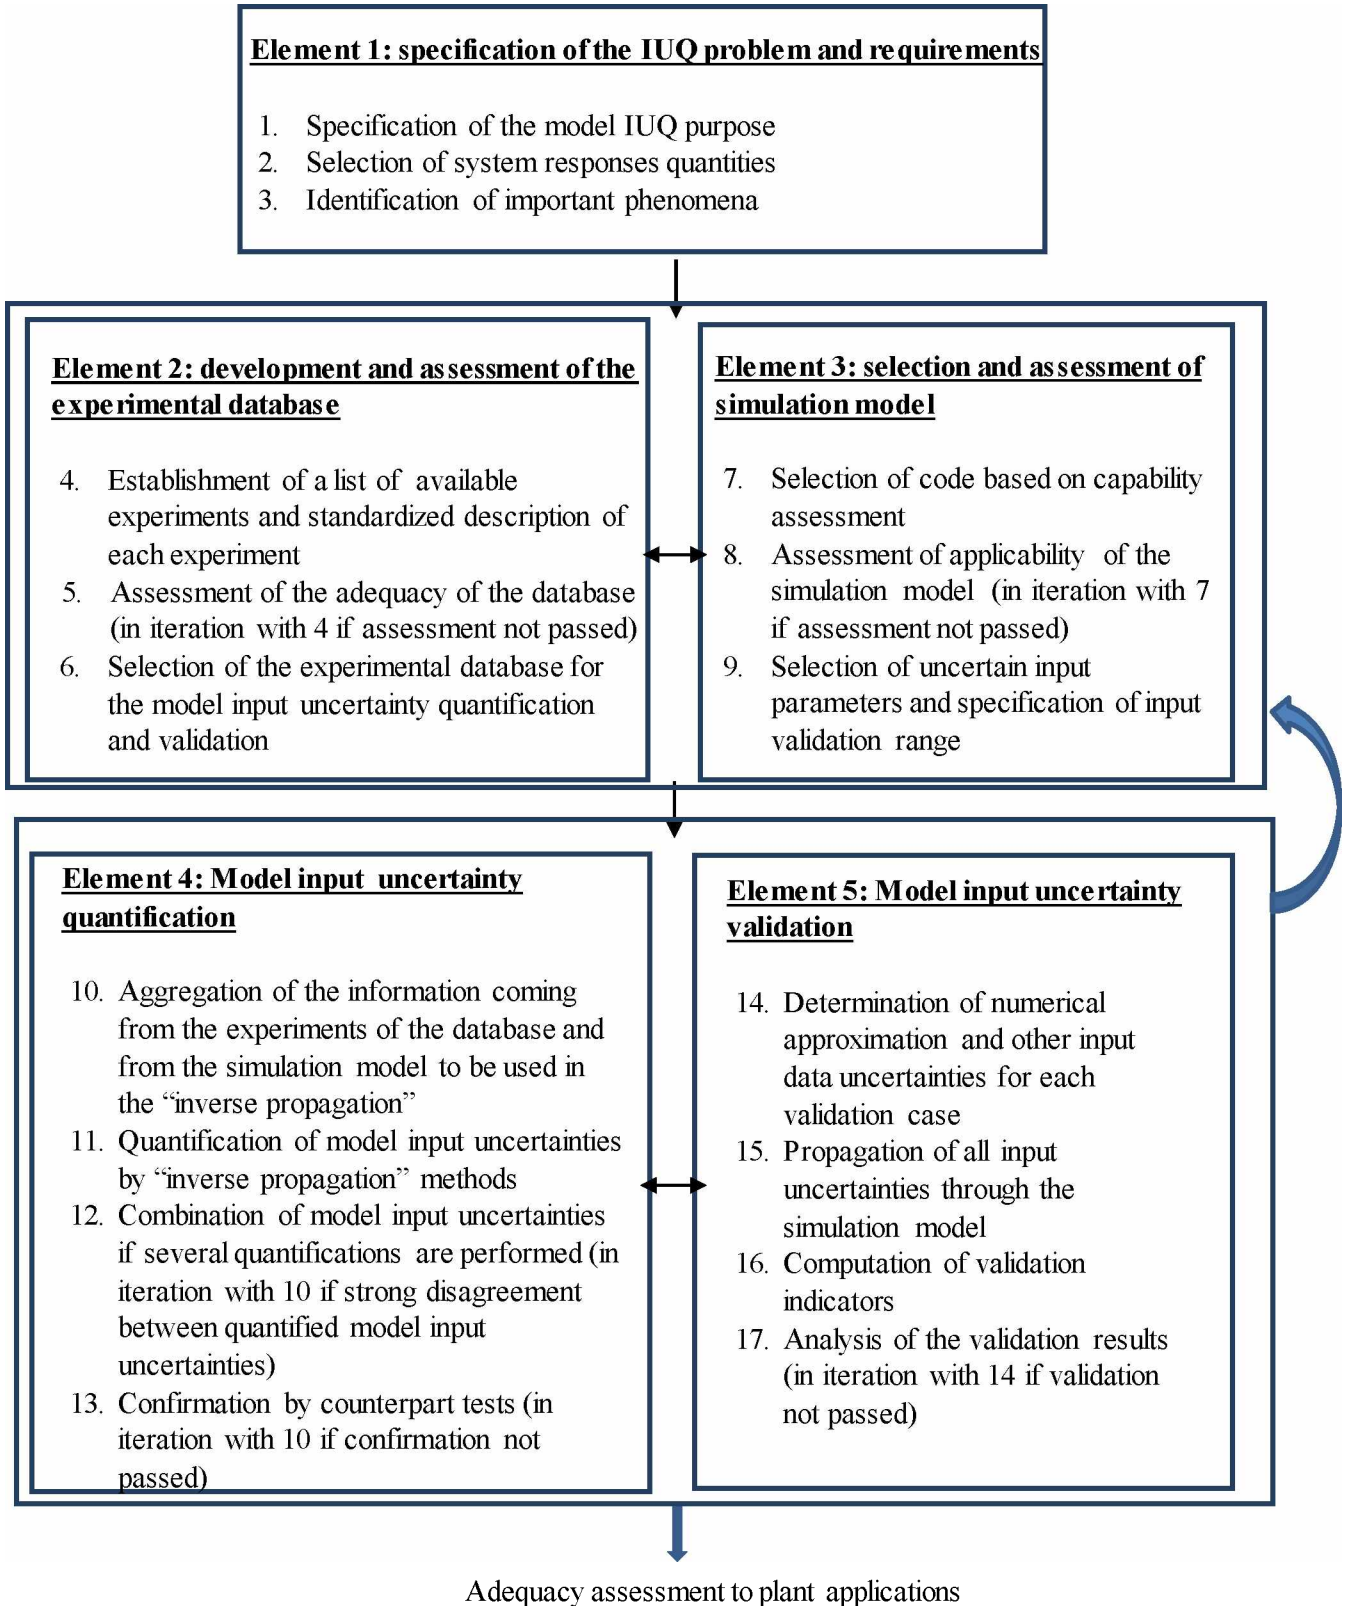 Element 1: specification of the IUQ problem and requirements
1. Specification of the model IUQ purpose
2. Selection of system responses quantities
3. Identification of important phenomena
Element 2: development and assessment of the
experimental database
4. Establishment of a list of available
experiments and standardized description of
each experiment
5. Assessment of the adequacy of the database
(in iteration with 4 if assessment not passed)
6. Selection of the experimental database for
the model input uncertainty quantification
and validation
Element 3: selection and assessment of
simulation model
7. Selection of code based on capability
assessment
8. Assessment of applicability of the
simulation model (in iteration with 7
if assessment not passed)
9. Selection of uncertain input
parameters and specification of input
validation range
Element 4: Model input uncertainty
quantification
10. Aggregation of the information coming
from the experiments of the database and
from the simulation model to be used in
the “inverse propagation”
11. Quantification of model input uncertainties
by “inverse propagation” methods
12. Combination of model input uncertainties
if several quantifications are performed (in
iteration with 10 if strong disagreement
between quantified model input
uncertainties)
13. Confirmation by counterpart tests (in
iteration with 10 if confirmation not
passed)
Element 5: Model input uncertainty
validation
14. Determination of numerical
approximation and other input
data uncertainties for each
validation case
15. Propagation of all input
uncertainties through the
simulation model
16. Computation of validation
indicators
17. Analysis of the validation results
(in iteration with 14 if validation
not passed)
Adequacy assessment to plant applications